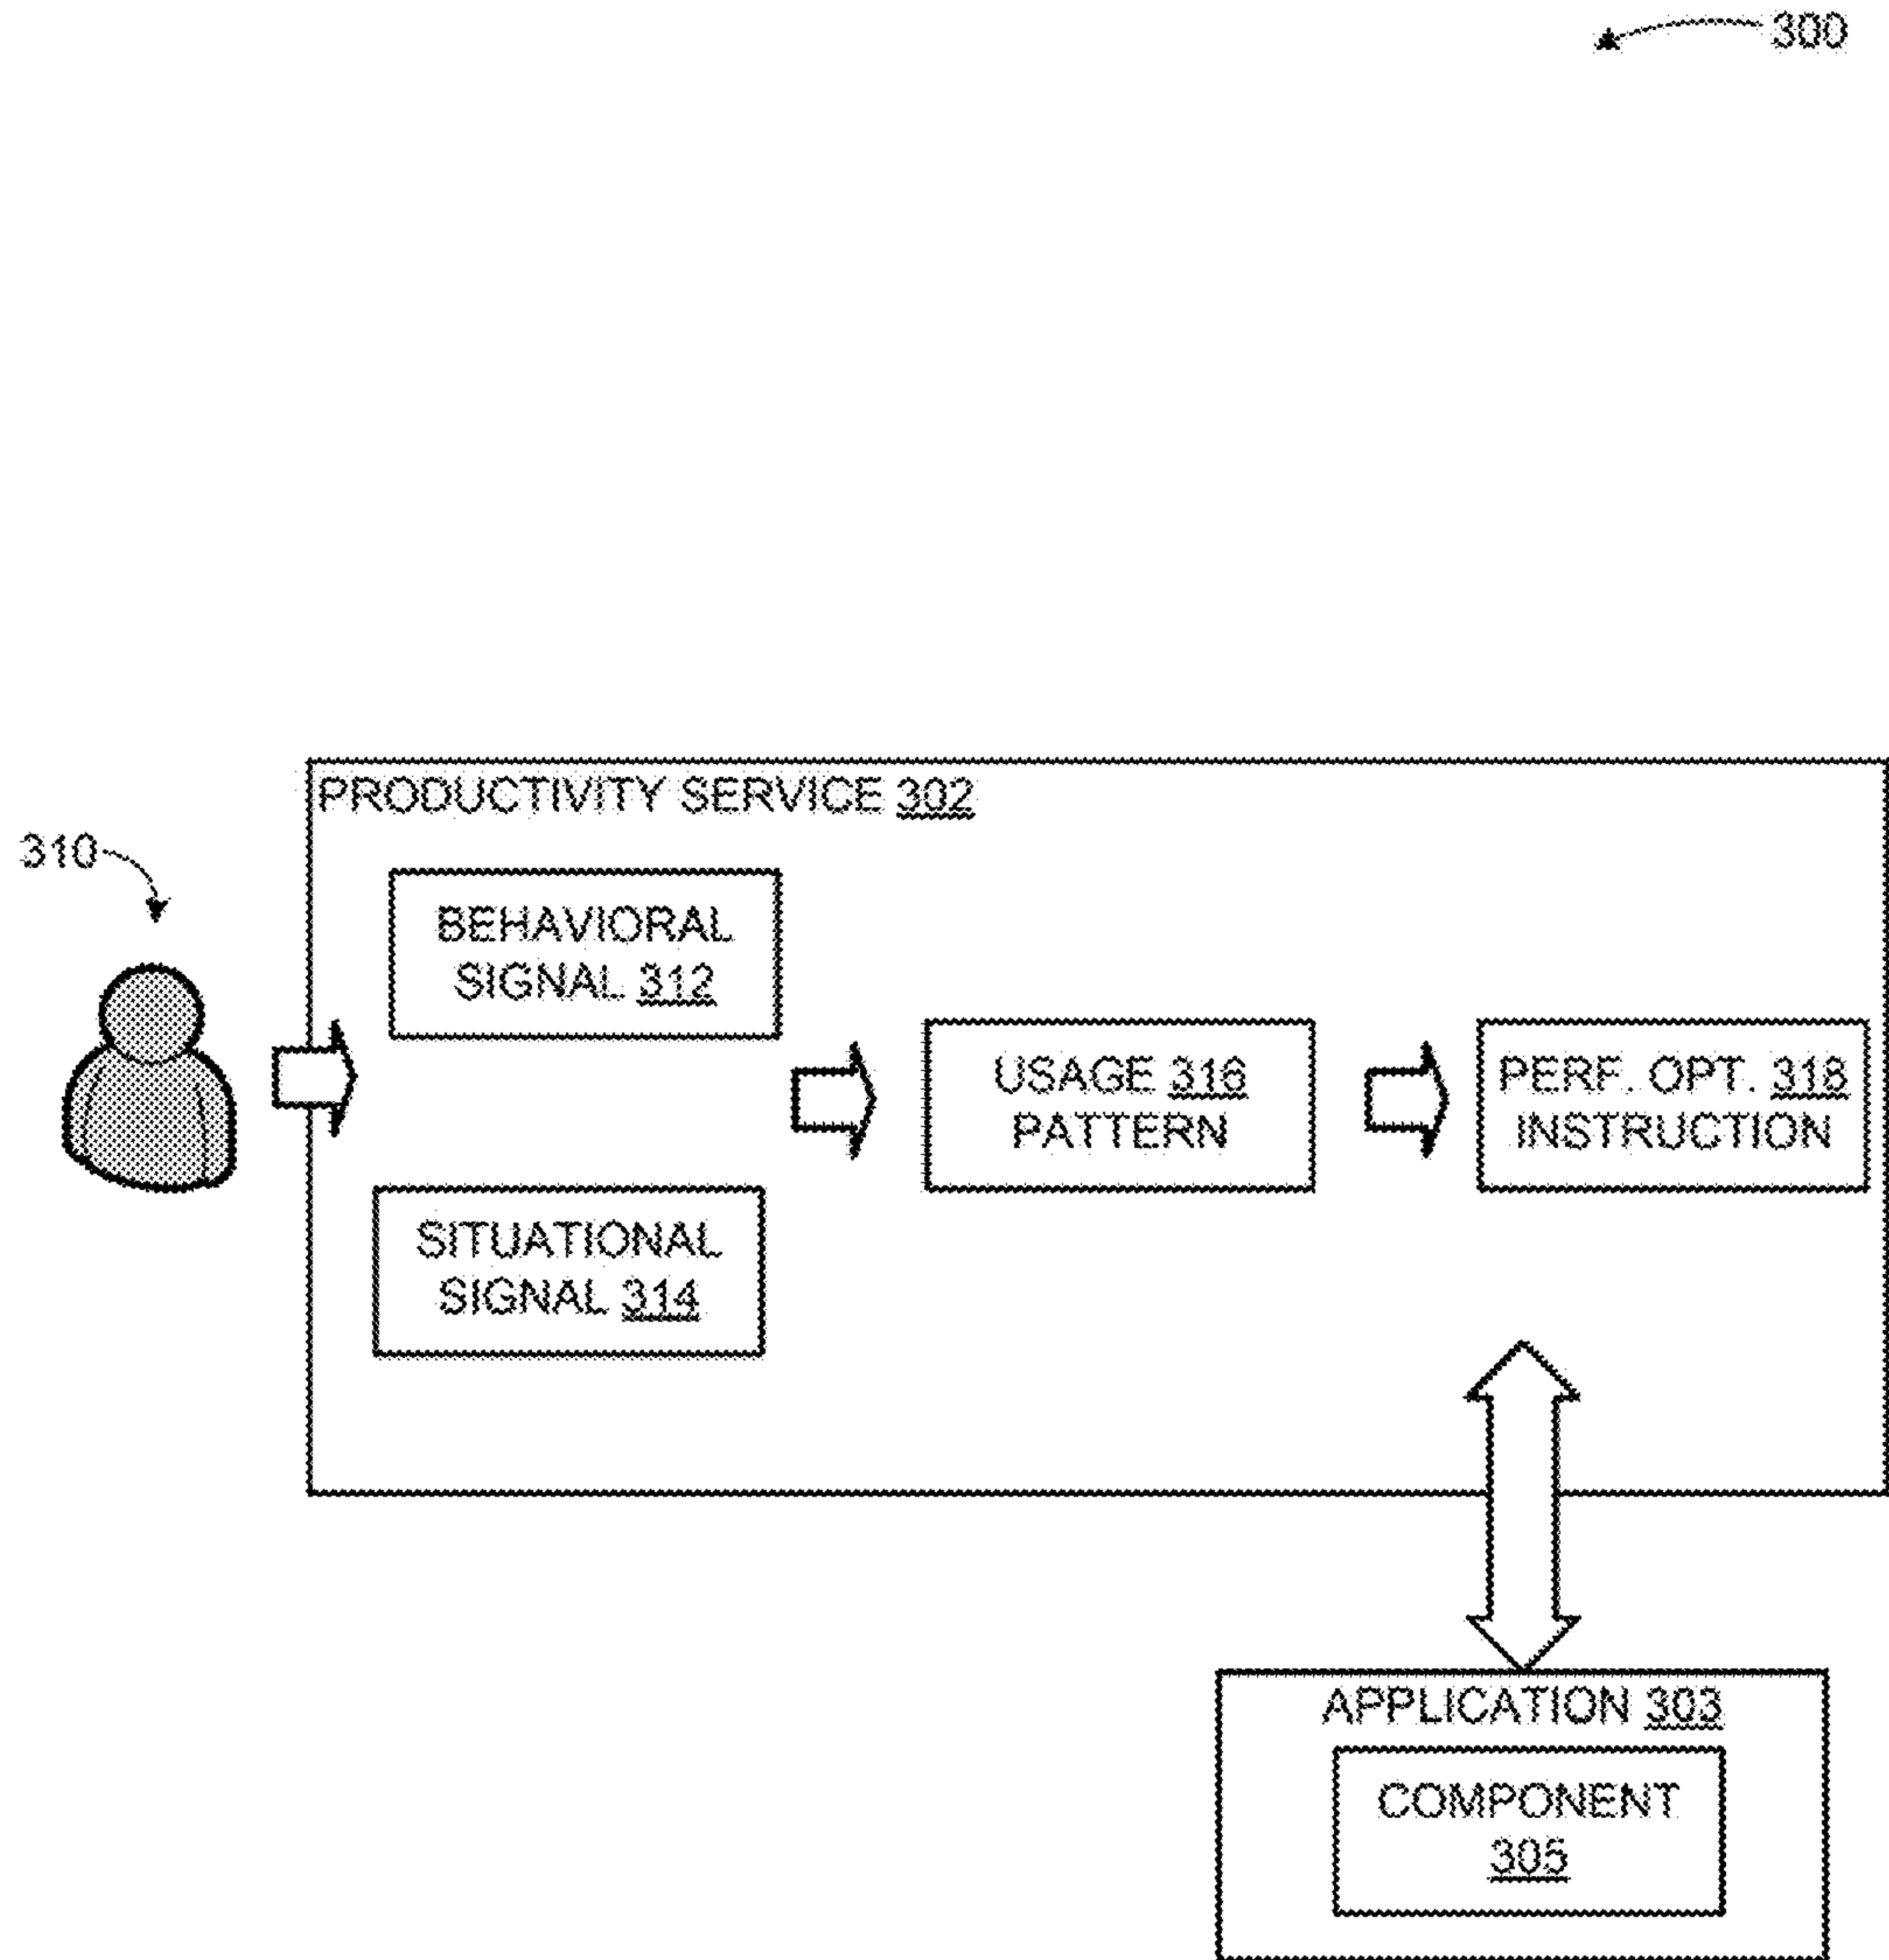 300
PRODUCTIVITY SERVICE 302
310
BEHAVIORAL
SIGNAL 312
USAGE 316
PATTERN
PERF. OPT. 318
INSTRUCTION
SITUATIONAL
SIGNAL 314
APPLICATION 303
COMPONENT
305